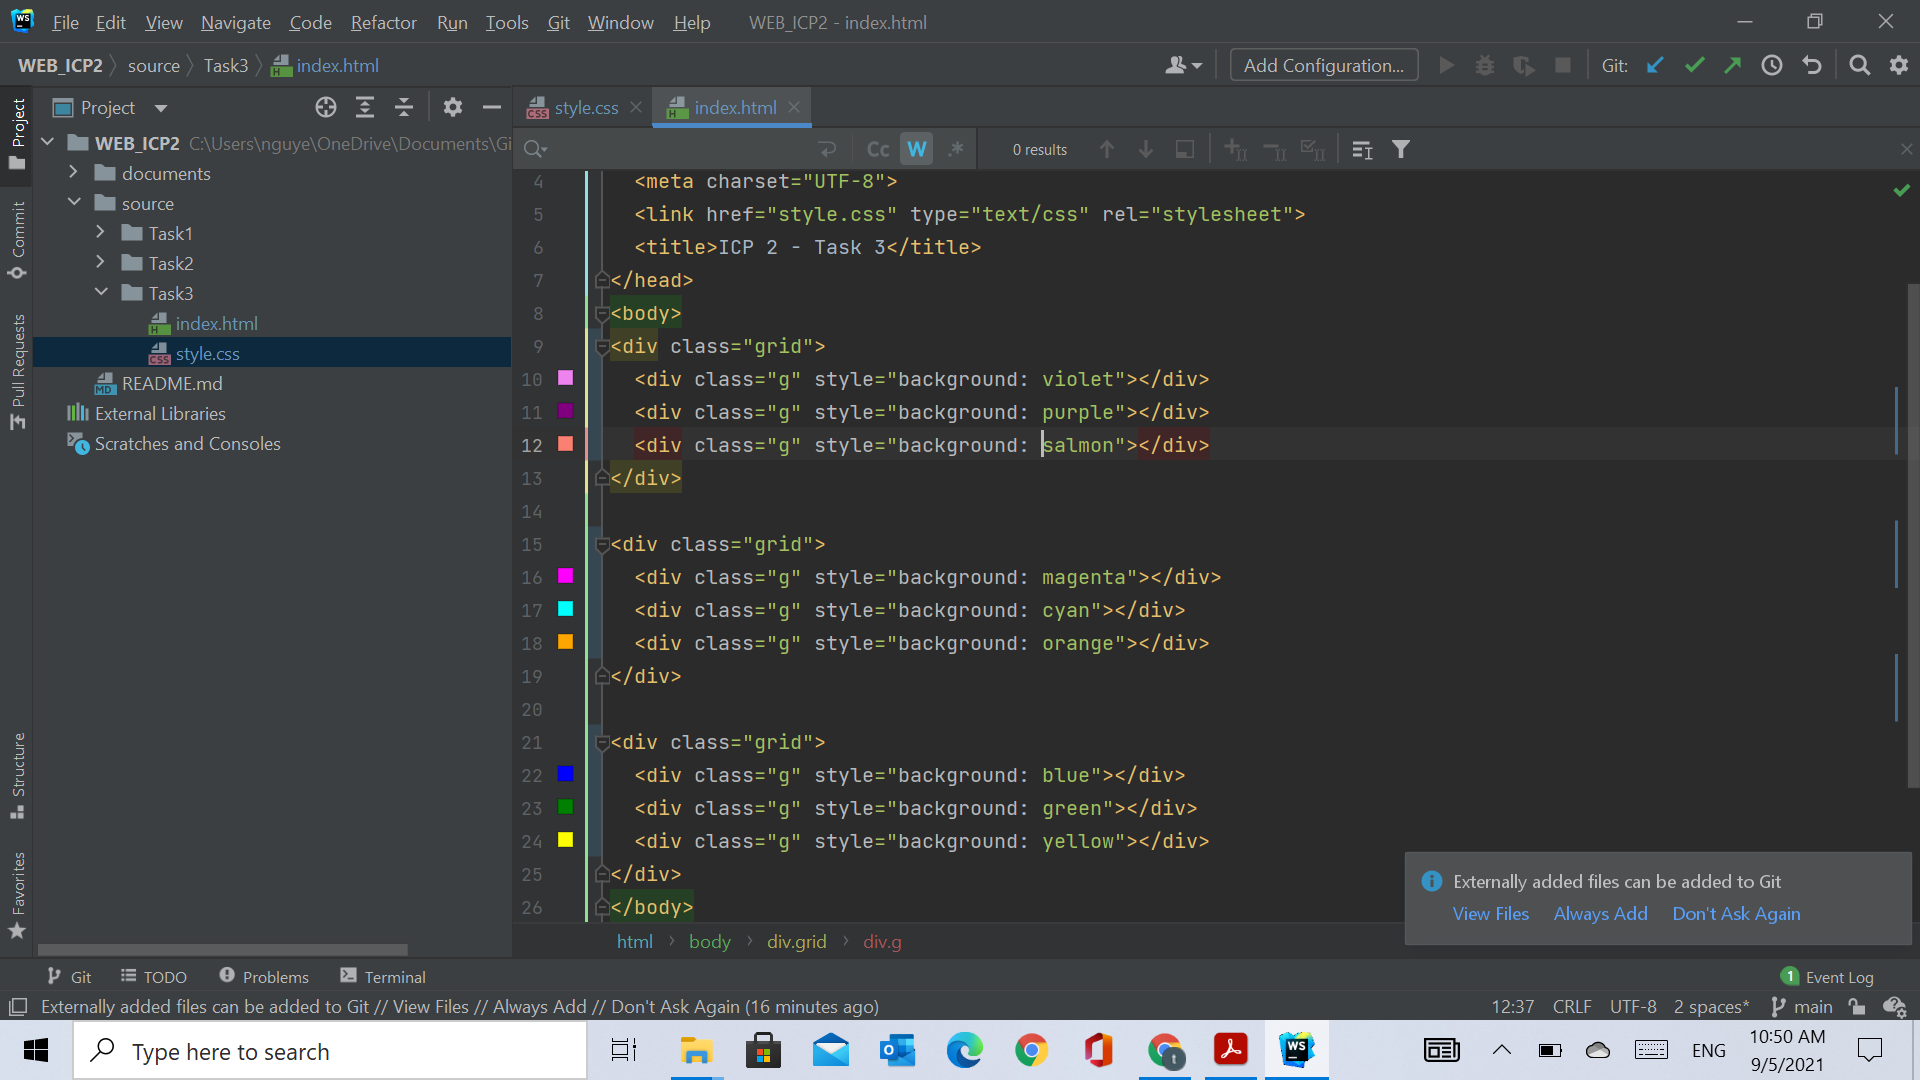 WS File Edit View Navigate Code Refactor Run Tools Git Window Help WEB_ICP2 - index.html
WEB_ICP2 source Task3 index.html Add Configuration... Git:
Project style.css index.html
Project
Cc W .* 0 results
WEB_ICP2 C:\Users\nguye\OneDrive\Documents\Gi
documents
source
Task1
Task2
Task3
index.html
style.css
README.md
External Libraries
Scratches and Consoles
Commit
Pull Requests
Structure
Favorites
4 <meta charset="UTF-8">
5 <link href="style.css" type="text/css" rel="stylesheet">
6 <title>ICP 2 - Task 3</title>
7 </head>
8 <body>
9 <div class="grid">
10 <div class="g" style="background: violet"></div>
11 <div class="g" style="background: purple"></div>
12 <div class="g" style="background: salmon"></div>
13 </div>
14
15 <div class="grid">
16 <div class="g" style="background: magenta"></div>
17 <div class="g" style="background: cyan"></div>
18 <div class="g" style="background: orange"></div>
19 </div>
20
21 <div class="grid">
22 <div class="g" style="background: blue"></div>
23 <div class="g" style="background: green"></div>
24 <div class="g" style="background: yellow"></div>
25 </div>
26 </body>
html body div.grid div.g
Externally added files can be added to Git
View Files Always Add Don't Ask Again
Git TODO Problems Terminal 1 Event Log
Externally added files can be added to Git // View Files // Always Add // Don't Ask Again (16 minutes ago) 12:37 CRLF UTF-8 2 spaces* main
Type here to search
ENG
10:50 AM
9/5/2021